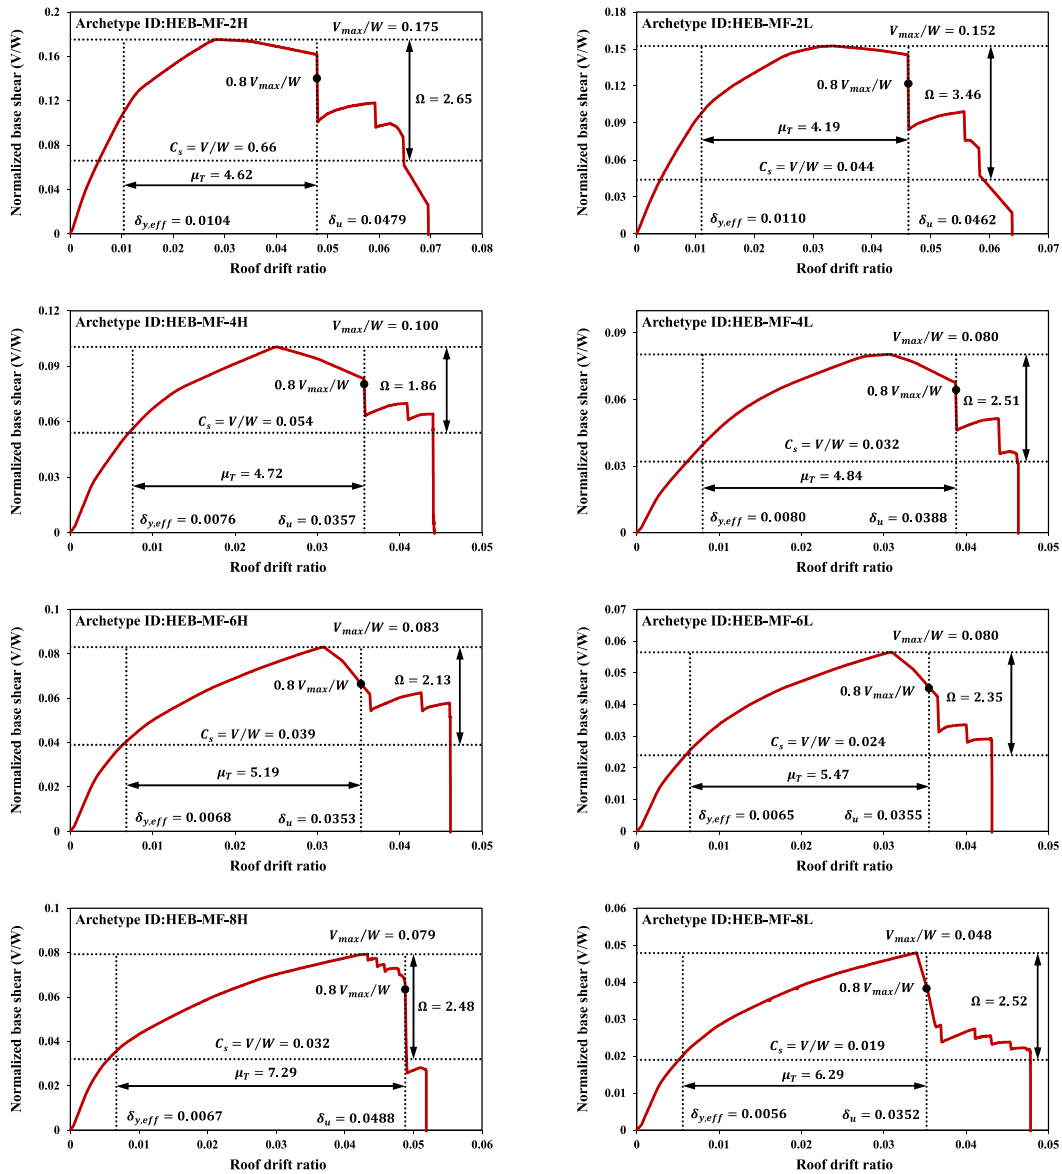 Archetype ID:HEB-MF-2H
V_max/W = 0.175
Normalized base shear (V/W)
0.2
0.16
0.12
0.08
0.04
0
0.8 V_max/W
Ω = 2.65
C_s = V/W = 0.66
μ_T = 4.62
δ_y,eff = 0.0104
δ_u = 0.0479
0 0.01 0.02 0.03 0.04 0.05 0.06 0.07 0.08
Roof drift ratio
Archetype ID:HEB-MF-2L
V_max/W = 0.152
Normalized base shear (V/W)
0.18
0.15
0.12
0.09
0.06
0.03
0
0.8 V_max/W
Ω = 3.46
μ_T = 4.19
C_s = V/W = 0.044
δ_y,eff = 0.0110
δ_u = 0.0462
0 0.01 0.02 0.03 0.04 0.05 0.06 0.07
Roof drift ratio
Archetype ID:HEB-MF-4H
V_max/W = 0.100
Normalized base shear (V/W)
0.12
0.09
0.06
0.03
0
0.8 V_max/W
Ω = 1.86
C_s = V/W = 0.054
μ_T = 4.72
δ_y,eff = 0.0076
δ_u = 0.0357
0 0.01 0.02 0.03 0.04 0.05
Roof drift ratio
Archetype ID:HEB-MF-4L
V_max/W = 0.080
Normalized base shear (V/W)
0.09
0.06
0.03
0
0.8 V_max/W
Ω = 2.51
C_s = V/W = 0.032
μ_T = 4.84
δ_y,eff = 0.0080
δ_u = 0.0388
0 0.01 0.02 0.03 0.04 0.05
Roof drift ratio
Archetype ID:HEB-MF-6H
V_max/W = 0.083
Normalized base shear (V/W)
0.1
0.08
0.06
0.04
0.02
0
0.8 V_max/W
Ω = 2.13
C_s = V/W = 0.039
μ_T = 5.19
δ_y,eff = 0.0068
δ_u = 0.0353
0 0.01 0.02 0.03 0.04 0.05
Roof drift ratio
Archetype ID:HEB-MF-6L
V_max/W = 0.080
Normalized base shear (V/W)
0.07
0.06
0.05
0.04
0.03
0.02
0.01
0
0.8 V_max/W
Ω = 2.35
C_s = V/W = 0.024
μ_T = 5.47
δ_y,eff = 0.0065
δ_u = 0.0355
0 0.01 0.02 0.03 0.04 0.05
Roof drift ratio
Archetype ID:HEB-MF-8H
V_max/W = 0.079
Normalized base shear (V/W)
0.1
0.08
0.06
0.04
0.02
0
0.8 V_max/W
Ω = 2.48
C_s = V/W = 0.032
μ_T = 7.29
δ_y,eff = 0.0067
δ_u = 0.0488
0 0.01 0.02 0.03 0.04 0.05 0.06
Roof drift ratio
Archetype ID:HEB-MF-8L
V_max/W = 0.048
Normalized base shear (V/W)
0.06
0.05
0.04
0.03
0.02
0.01
0
0.8 V_max/W
Ω = 2.52
C_s = V/W = 0.019
μ_T = 6.29
δ_y,eff = 0.0056
δ_u = 0.0352
0 0.01 0.02 0.03 0.04 0.05
Roof drift ratio